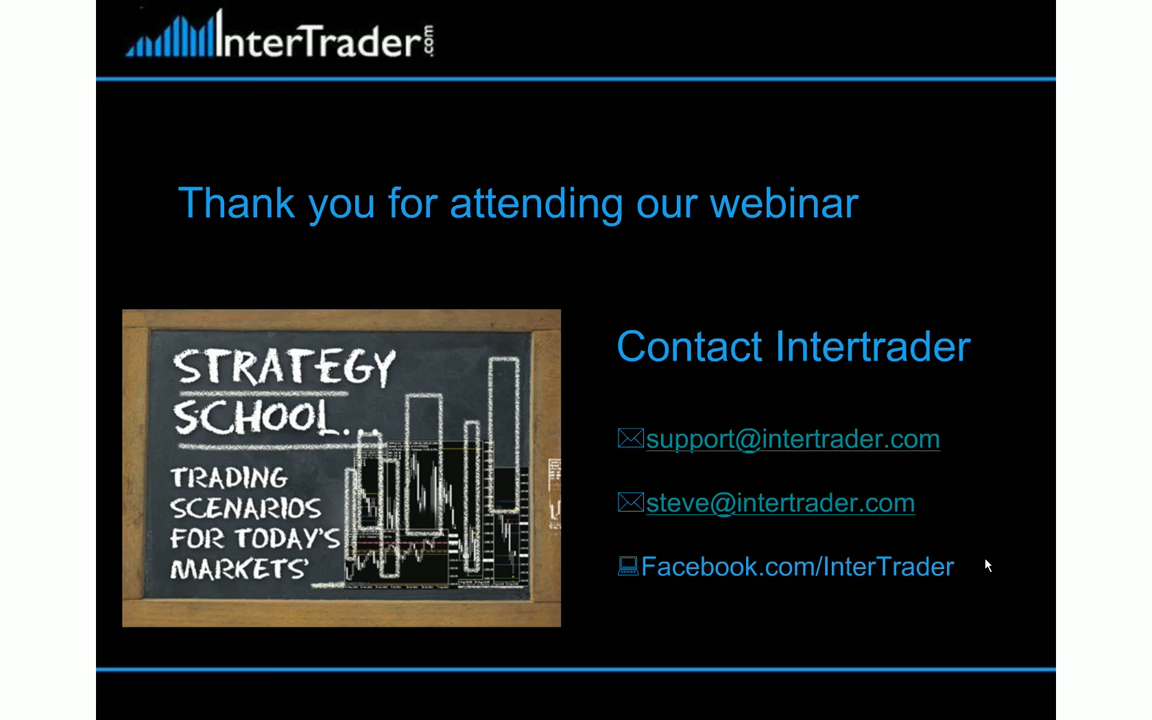 InterTrader.com
Thank you for attending our webinar
STRATEGY
SCHOOL...
TRADING
SCENARIOS
FOR TODAY'S
MARKETS'
Contact Intertrader
support@intertrader.com
steve@intertrader.com
Facebook.com/InterTrader